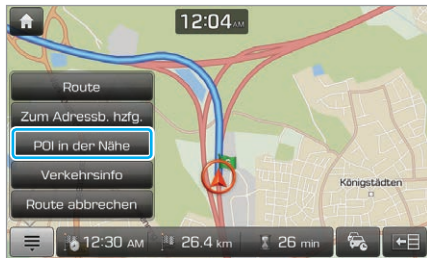 12:04 AM
Route
Zum Adressb. hzfg.
POI in der Nähe
Verkehrsinfo
Route abbrechen
Königstädten
12:30 AM 26.4 km 26 min